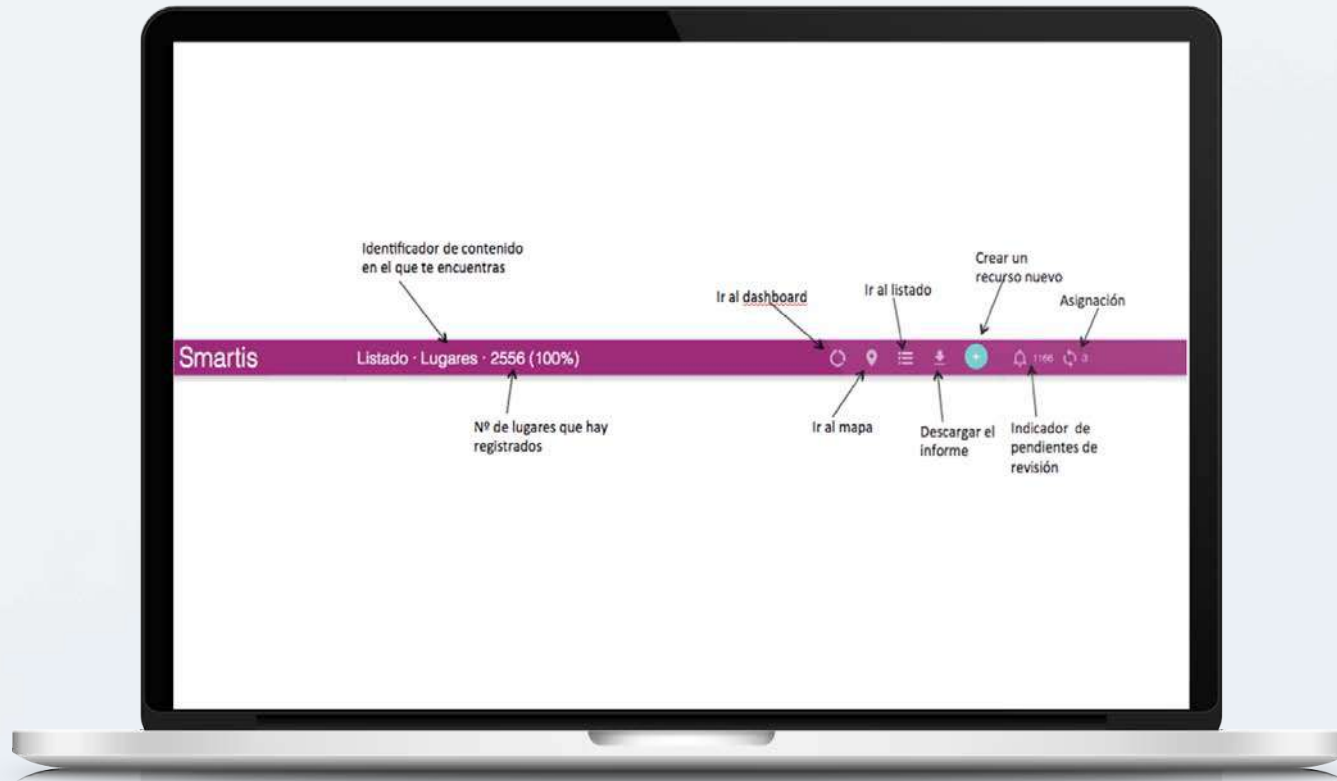 Identificador de contenido
en el que te encuentras
Ir al dashboard
Ir al listado
Crear un
recurso nuevo
Asignación
Smartis
Listado · Lugares · 2556 (100%)
+
1166
3
Nº de lugares que hay
registrados
Ir al mapa
Descargar el
informe
Indicador de
pendientes de
revisión